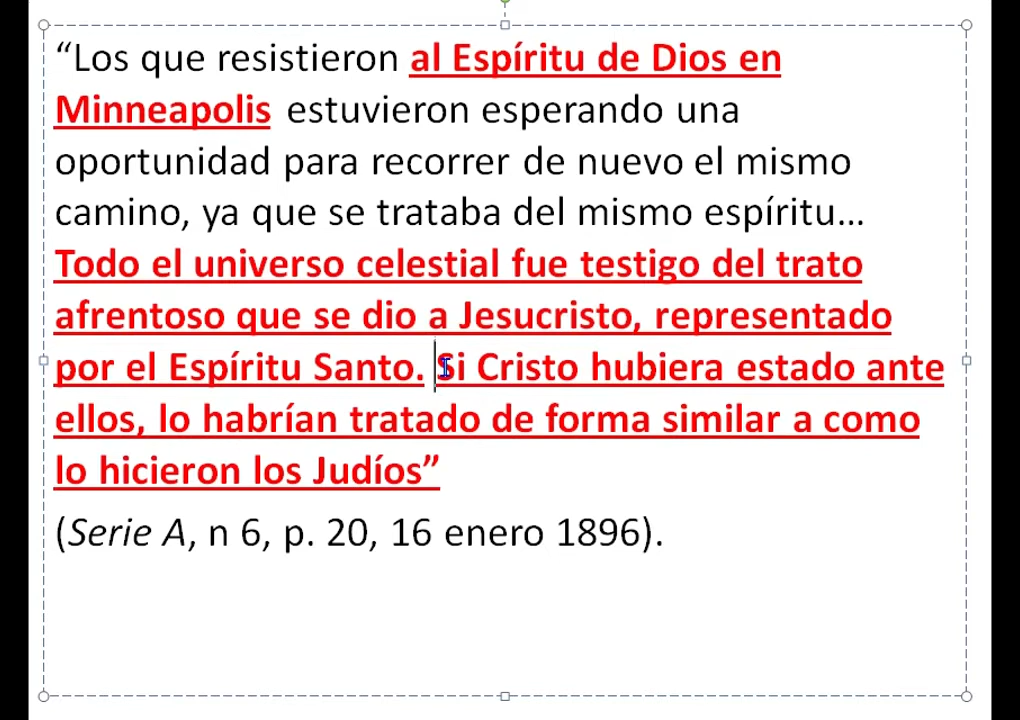 “Los que resistieron al Espíritu de Dios en
Minneapolis estuvieron esperando una
oportunidad para recorrer de nuevo el mismo
camino, ya que se trataba del mismo espíritu...
Todo el universo celestial fue testigo del trato
afrentoso que se dio a Jesucristo, representado
por el Espíritu Santo. Si Cristo hubiera estado ante
ellos, lo habrían tratado de forma similar a como
lo hicieron los Judíos”
(Serie A, n 6, p. 20, 16 enero 1896).